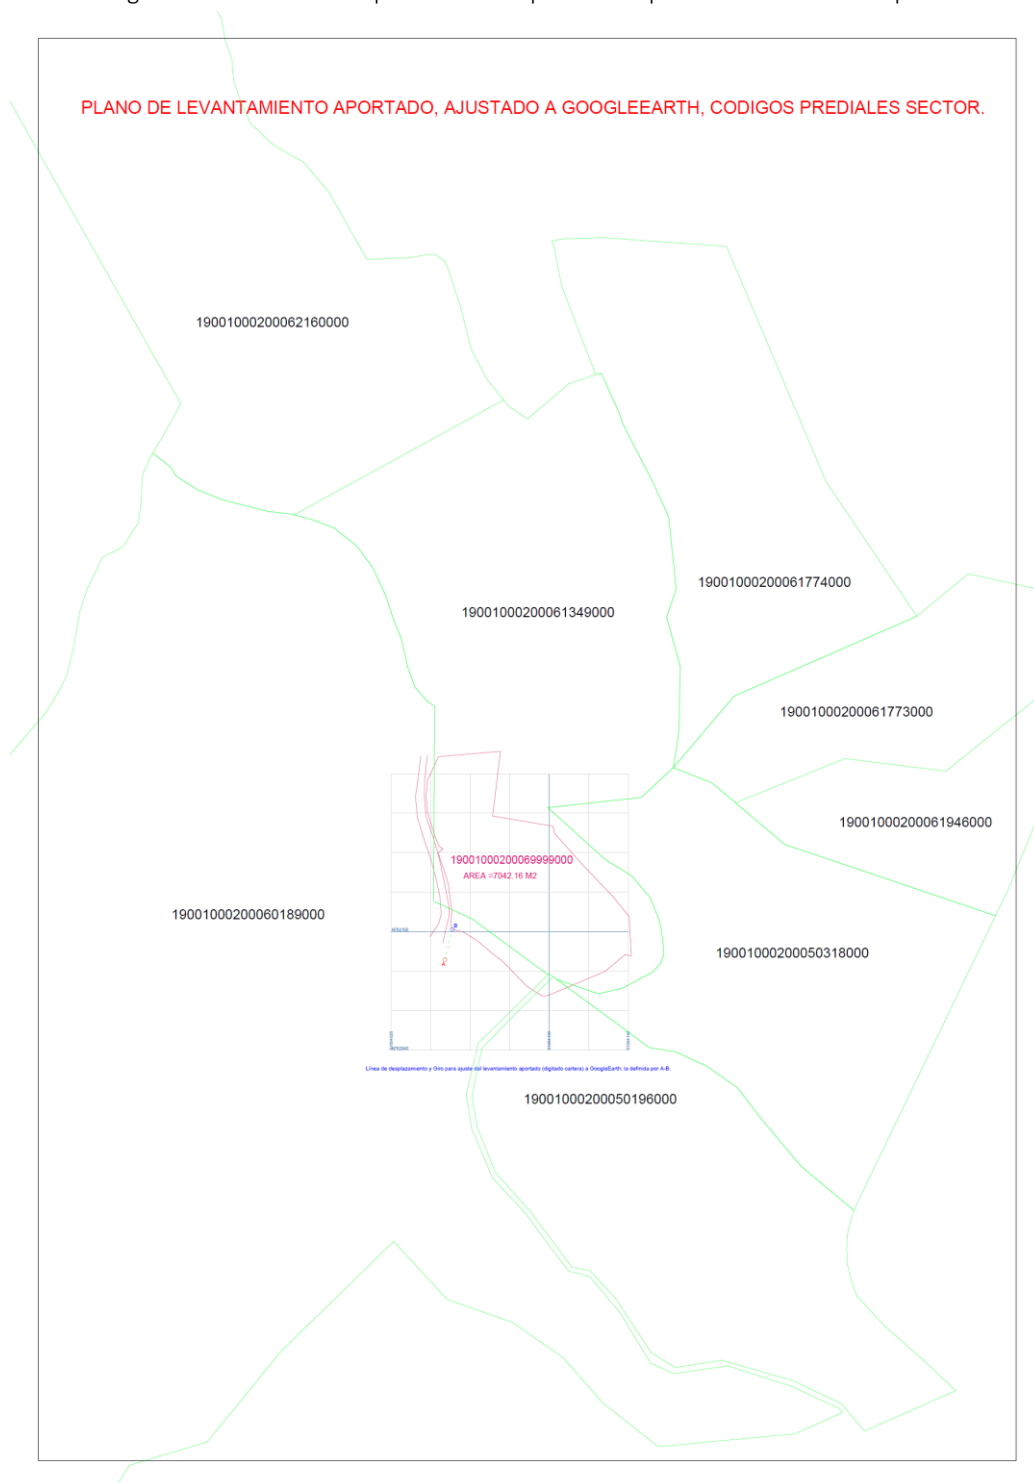 PLANO DE LEVANTAMIENTO APORTADO, AJUSTADO A GOOGLEEARTH, CODIGOS PREDIALES SECTOR.
19001000200062160000
19001000200061774000
19001000200061349000
19001000200061773000
19001000200061946000
19001000200069999000
AREA =7042.16 M2
19001000200060189000
B
19001000200050318000
A
Línea de desplazamiento y Giro para ajuste del levantamiento aportado (digitado cartera) a GoogleEarth, la definida por A-B.
19001000200050196000